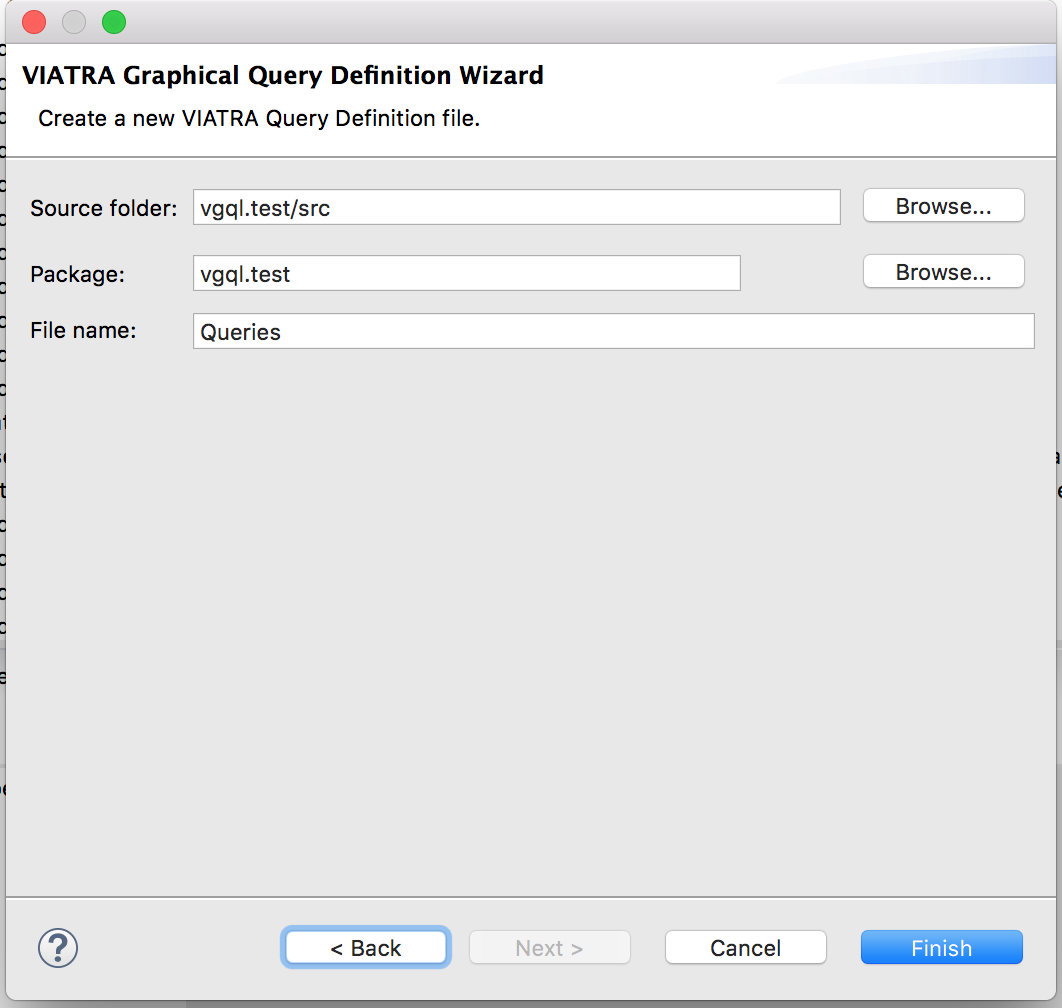 VIATRA Graphical Query Definition Wizard
Create a new VIATRA Query Definition file.
Source folder: vgql.test/src Browse...
Package: vgql.test Browse...
File name: Queries
? < Back Next > Cancel Finish